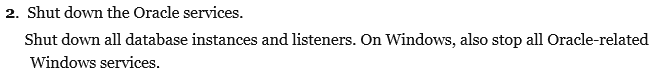 2. Shut down the Oracle services.
Shut down all database instances and listeners. On Windows, also stop all Oracle-related
Windows services.